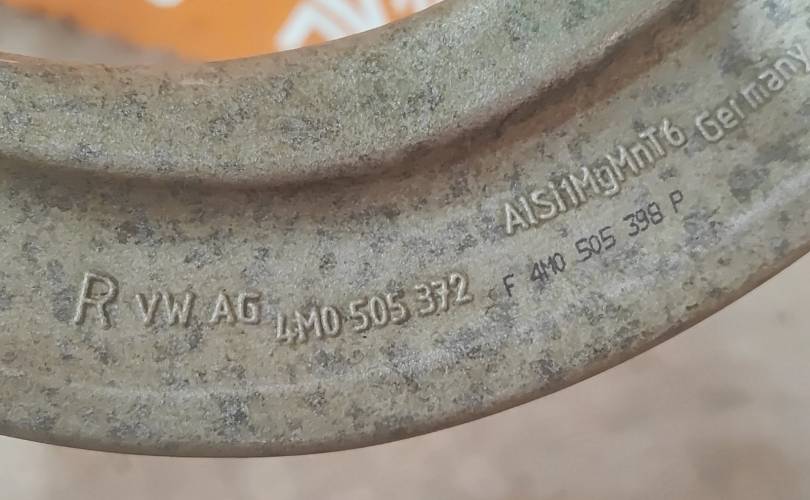 R VW AG 4M0 505 372
AlSi1MgMnT6 Germany
F 4M0 505 398 P